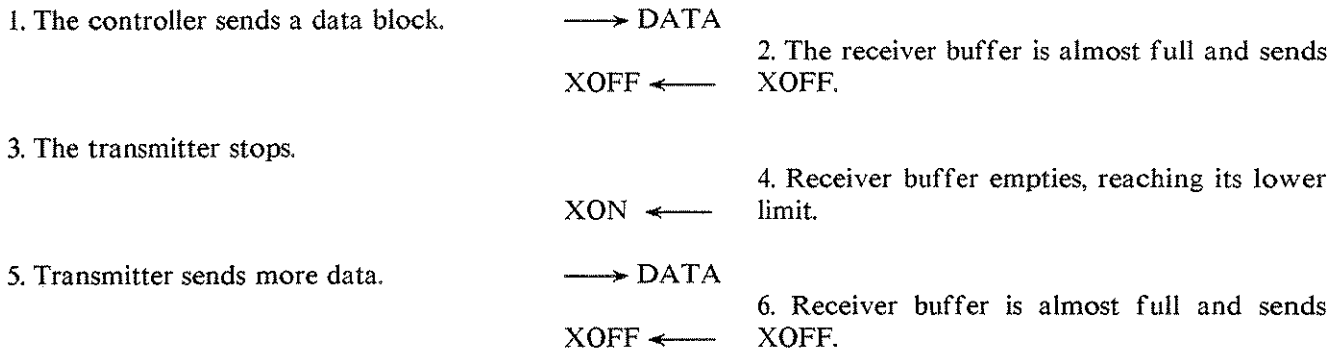 1. The controller sends a data block.
⟶ DATA
2. The receiver buffer is almost full and sends
XOFF ⟵ XOFF.
3. The transmitter stops.
4. Receiver buffer empties, reaching its lower
XON ⟵ limit.
5. Transmitter sends more data.
⟶ DATA
6. Receiver buffer is almost full and sends
XOFF ⟵ XOFF.